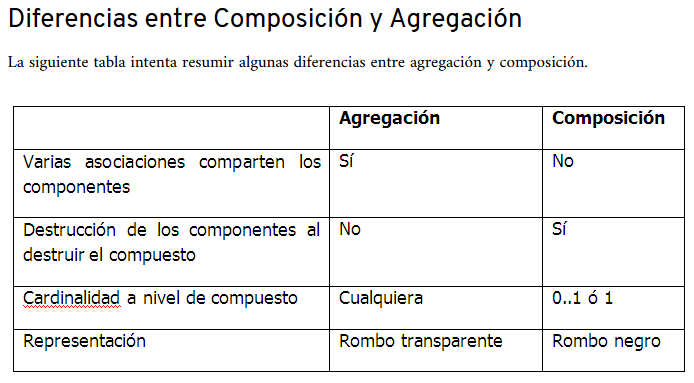 Diferencias entre Composición y Agregación
La siguiente tabla intenta resumir algunas diferencias entre agregación y composición.
Agregación Composición
Varias asociaciones comparten los Sí No
componentes
Destrucción de los componentes al No Sí
destruir el compuesto
Cardinalidad a nivel de compuesto Cualquiera 0..1 ó 1
Representación Rombo transparente Rombo negro